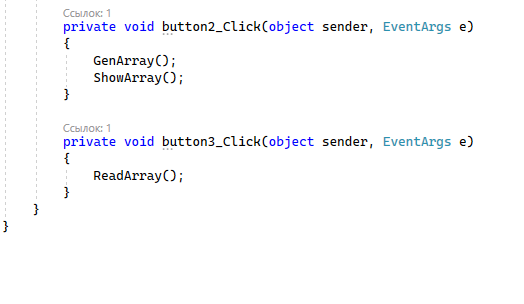 Ссылок: 1
private void button2_Click(object sender, EventArgs e)
{
GenArray();
ShowArray();
}
Ссылок: 1
private void button3_Click(object sender, EventArgs e)
{
ReadArray();
}
}
}